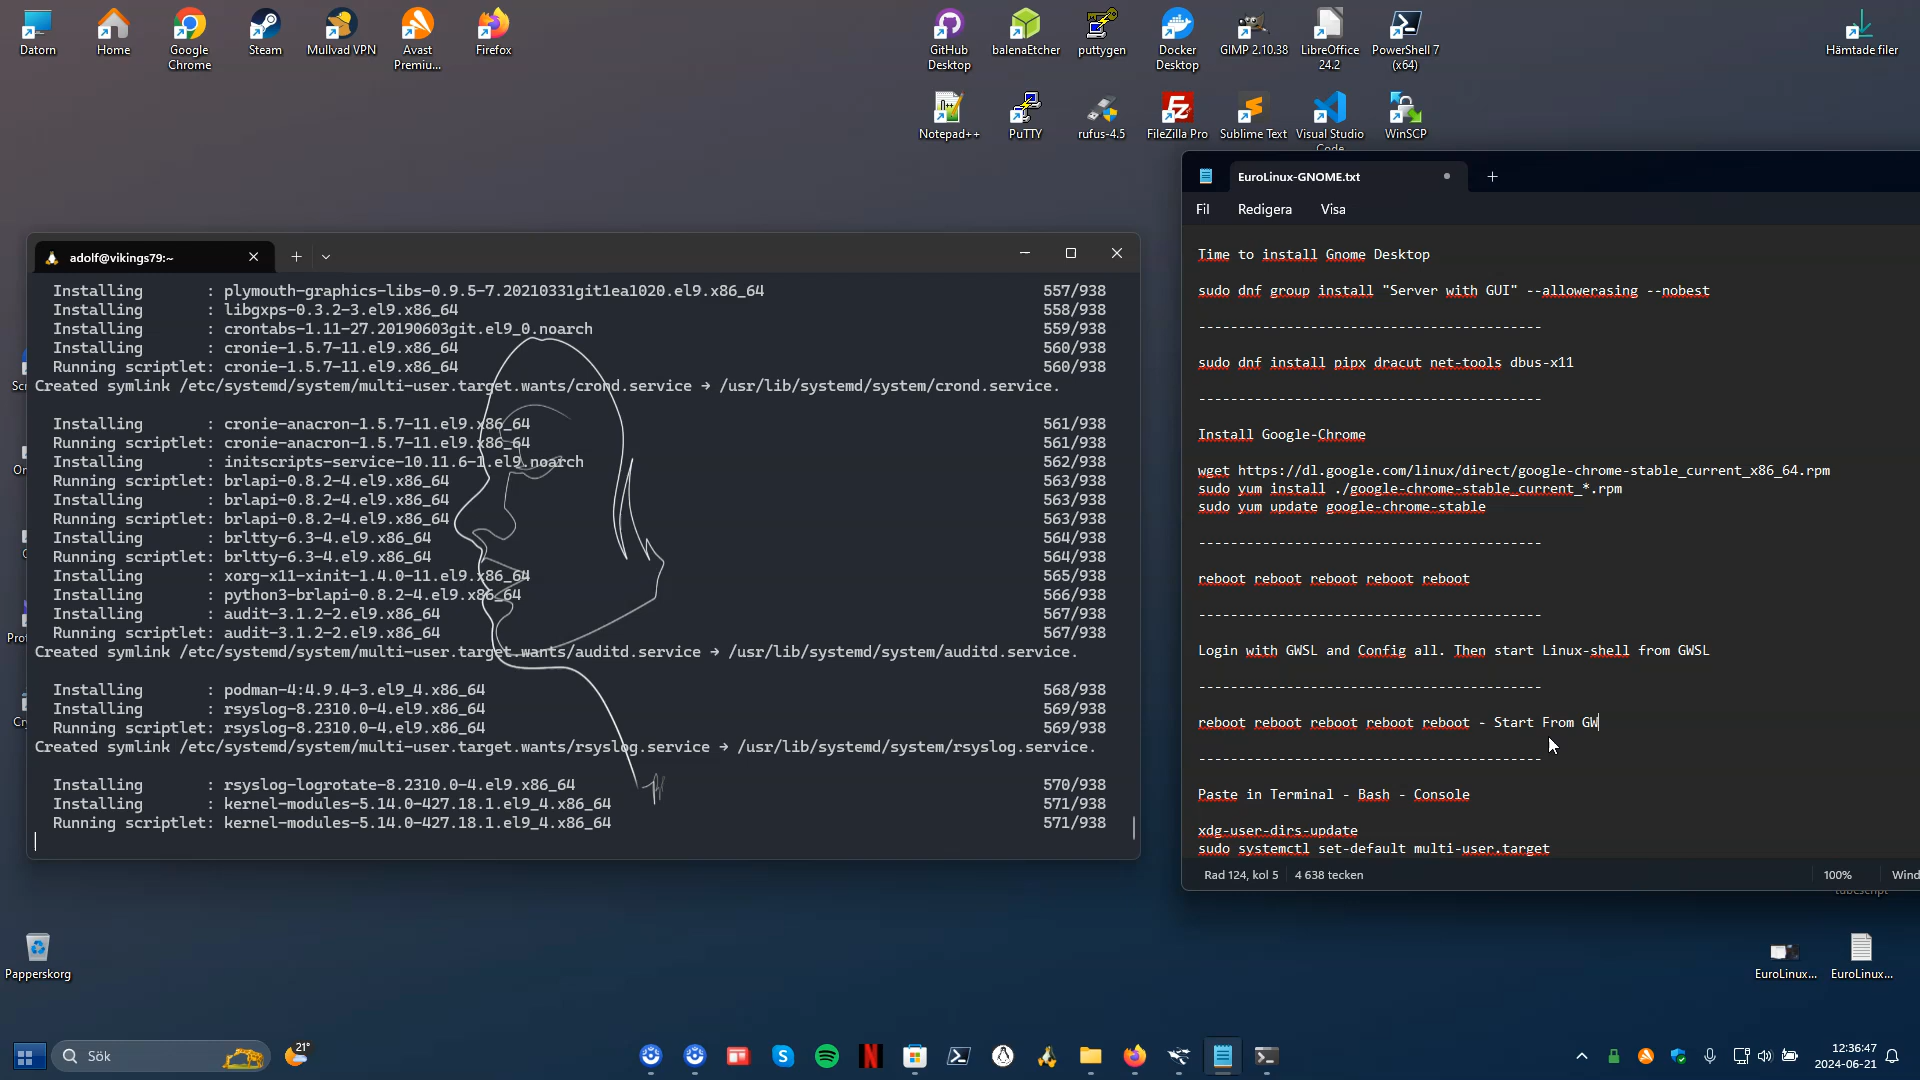 Datorn
Home
Google
Chrome
Steam
Mullvad VPN
Avast
Premiu...
Firefox
GitHub
Desktop
balenaEtcher
puttygen
Docker
Desktop
GIMP 2.10.38
LibreOffice
24.2
PowerShell 7
(x64)
Hämtade filer
Notepad++
PuTTY
rufus-4.5
FileZilla Pro
Sublime Text
Visual Studio
Code
WinSCP
adolf@vikings79:~
Installing : plymouth-graphics-libs-0.9.5-7.20210331git1ea1020.el9.x86_64 557/938
Installing : libgxps-0.3.2-3.el9.x86_64 558/938
Installing : crontabs-1.11-27.20190603git.el9_0.noarch 559/938
Installing : cronie-1.5.7-11.el9.x86_64 560/938
Running scriptlet: cronie-1.5.7-11.el9.x86_64 560/938
Created symlink /etc/systemd/system/multi-user.target.wants/crond.service → /usr/lib/systemd/system/crond.service.
Installing : cronie-anacron-1.5.7-11.el9.x86_64 561/938
Running scriptlet: cronie-anacron-1.5.7-11.el9.x86_64 561/938
Installing : initscripts-service-10.11.6-1.el9.noarch 562/938
Running scriptlet: brlapi-0.8.2-4.el9.x86_64 563/938
Installing : brlapi-0.8.2-4.el9.x86_64 563/938
Running scriptlet: brlapi-0.8.2-4.el9.x86_64 563/938
Installing : brltty-6.3-4.el9.x86_64 564/938
Running scriptlet: brltty-6.3-4.el9.x86_64 564/938
Installing : xorg-x11-xinit-1.4.0-11.el9.x86_64 565/938
Installing : python3-brlapi-0.8.2-4.el9.x86_64 566/938
Installing : audit-3.1.2-2.el9.x86_64 567/938
Running scriptlet: audit-3.1.2-2.el9.x86_64 567/938
Created symlink /etc/systemd/system/multi-user.target.wants/auditd.service → /usr/lib/systemd/system/auditd.service.
Installing : podman-4:4.9.4-3.el9_4.x86_64 568/938
Installing : rsyslog-8.2310.0-4.el9.x86_64 569/938
Running scriptlet: rsyslog-8.2310.0-4.el9.x86_64 569/938
Created symlink /etc/systemd/system/multi-user.target.wants/rsyslog.service → /usr/lib/systemd/system/rsyslog.service.
Installing : rsyslog-logrotate-8.2310.0-4.el9.x86_64 570/938
Installing : kernel-modules-5.14.0-427.18.1.el9_4.x86_64 571/938
Running scriptlet: kernel-modules-5.14.0-427.18.1.el9_4.x86_64 571/938
EuroLinux-GNOME.txt
Fil Redigera Visa
Time to install Gnome Desktop
sudo dnf group install "Server with GUI" --allowerasing --nobest
-------------------------------------------
sudo dnf install pipx dracut net-tools dbus-x11
-------------------------------------------
Install Google-Chrome
wget https://dl.google.com/linux/direct/google-chrome-stable_current_x86_64.rpm
sudo yum install ./google-chrome-stable_current_*.rpm
sudo yum update google-chrome-stable
-------------------------------------------
reboot reboot reboot reboot reboot
-------------------------------------------
Login with GWSL and Config all. Then start Linux-shell from GWSL
-------------------------------------------
reboot reboot reboot reboot reboot - Start From GW
-------------------------------------------
Paste in Terminal - Bash - Console
xdg-user-dirs-update
sudo systemctl set-default multi-user.target
Rad 124, kol 5 4 638 tecken 100% Wind
Papperskorg
EuroLinux...
EuroLinux...
Sök
21°
12:36:47
2024-06-21